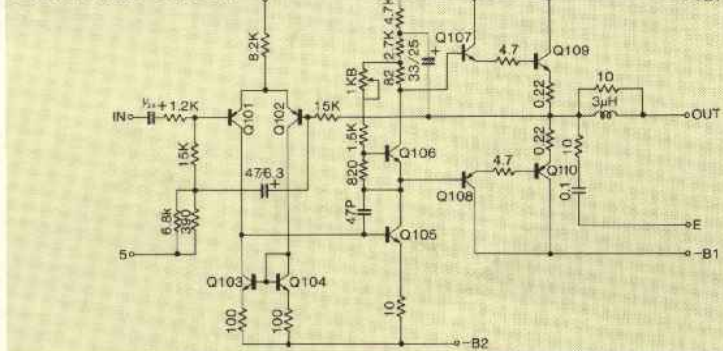 4.7K
Q107
Q109
8.2K
2.7K
33/25
+
4.7
1KB
82
0.22
10
3µH
IN
+
1.2K
Q101
Q102
15K
OUT
15K
1.5K
Q106
0.22
10
47/6.3
+
820
4.7
Q110
6.8k
390
47P
Q108
0.1
E
5
Q105
-B1
Q103
Q104
100
100
10
-B2